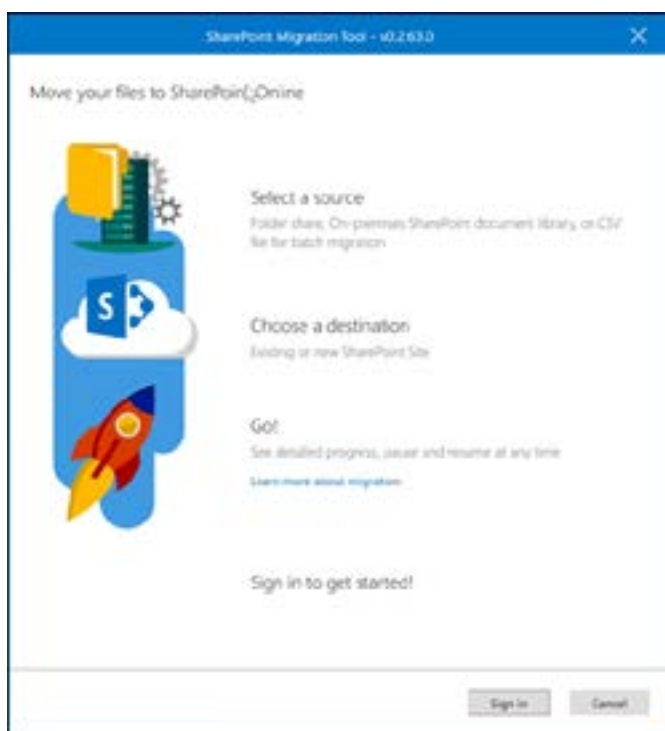 SharePoint Migration Tool - v0.2.63.0
Move your files to SharePoint Online
Select a source
Folder share, On-premises SharePoint document library, or CSV
file for batch migration
S
Choose a destination
Existing or new SharePoint Site
Go!
See detailed progress, pause and resume at any time
Learn more about migration
Sign in to get started!
Sign in
Cancel